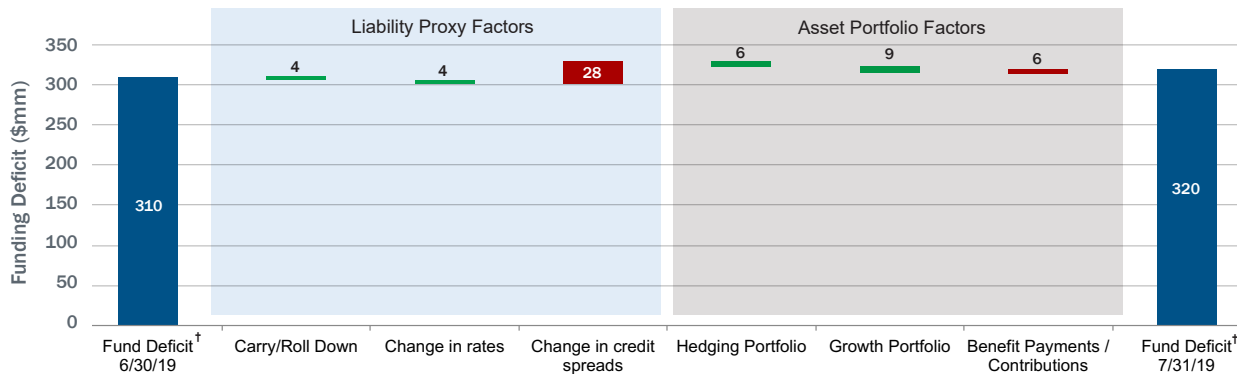 Liability Proxy Factors
Asset Portfolio Factors
Funding Deficit ($mm)
350
300
250
200
150
100
50
0
310
4
4
28
6
9
6
320
Fund Deficit†
6/30/19
Carry/Roll Down
Change in rates
Change in credit
spreads
Hedging Portfolio
Growth Portfolio
Benefit Payments /
Contributions
Fund Deficit†
7/31/19